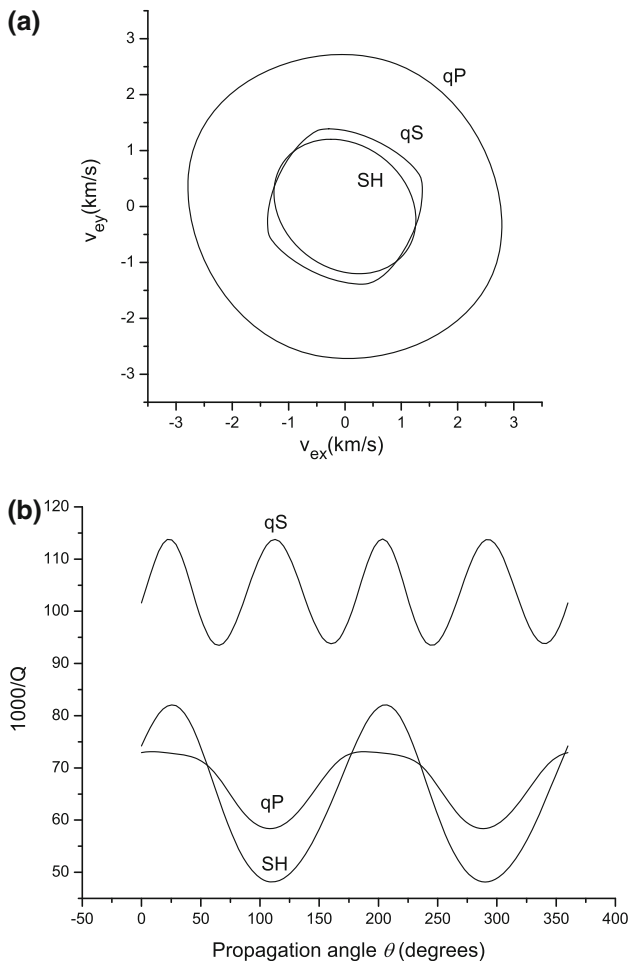 (a)
3
2
1
0
-1
-2
-3
-3 -2 -1 0 1 2 3
v_ey(km/s)
v_ex(km/s)
qP
qS
SH
(b)
120
110
100
90
80
70
60
50
-50 0 50 100 150 200 250 300 350 400
1000/Q
Propagation angle θ (degrees)
qS
qP
SH